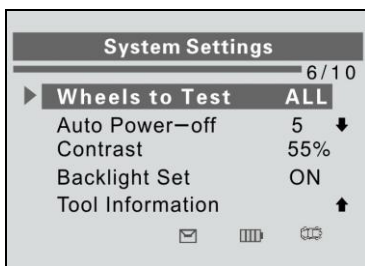 System Settings
6/10
Wheels to Test ALL
Auto Power-off 5
Contrast 55%
Backlight Set ON
Tool Information